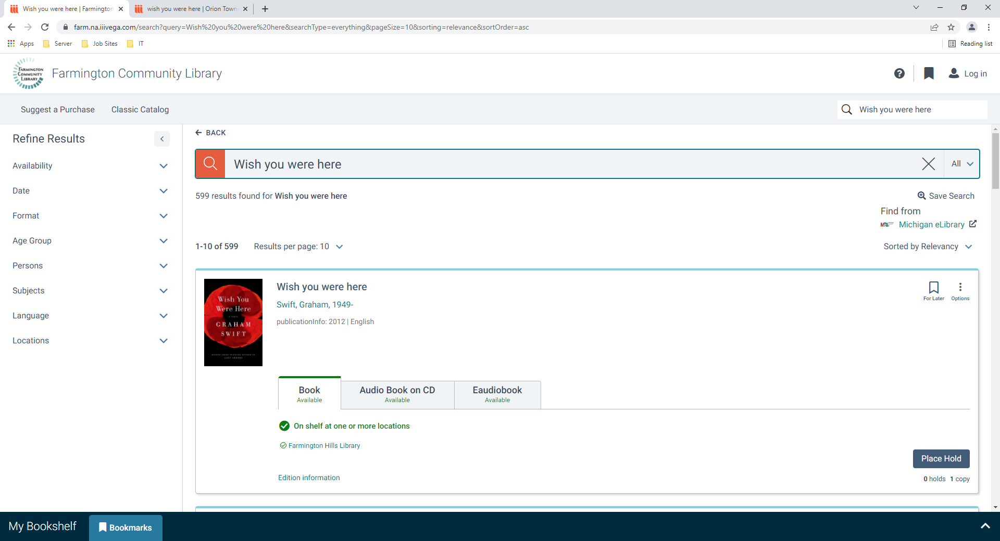 Wish you were here | Farmington
wish you were here | Orion Towns
farm.na.iiivega.com/search?query=Wish%20you%20were%20here&searchType=everything&pageSize=10&sorting=relevance&sortOrder=asc
Apps
Server
Job Sites
IT
Reading list
FARMINGTON
COMMUNITY
LIBRARY
Farmington Community Library
Log in
Suggest a Purchase
Classic Catalog
Wish you were here
Refine Results
Availability
Date
Format
Age Group
Persons
Subjects
Language
Locations
BACK
Wish you were here
All
599 results found for Wish you were here
Save Search
Find from
Michigan eLibrary
1-10 of 599
Results per page: 10
Sorted by Relevancy
Wish You
Were Here
A NOVEL
GRAHAM
SWIFT
Wish you were here
Swift, Graham, 1949-
publicationInfo: 2012 | English
For Later
Options
Book
Available
Audio Book on CD
Available
Eaudiobook
Available
On shelf at one or more locations
Farmington Hills Library
Place Hold
Edition information
0 holds 1 copy
My Bookshelf
Bookmarks